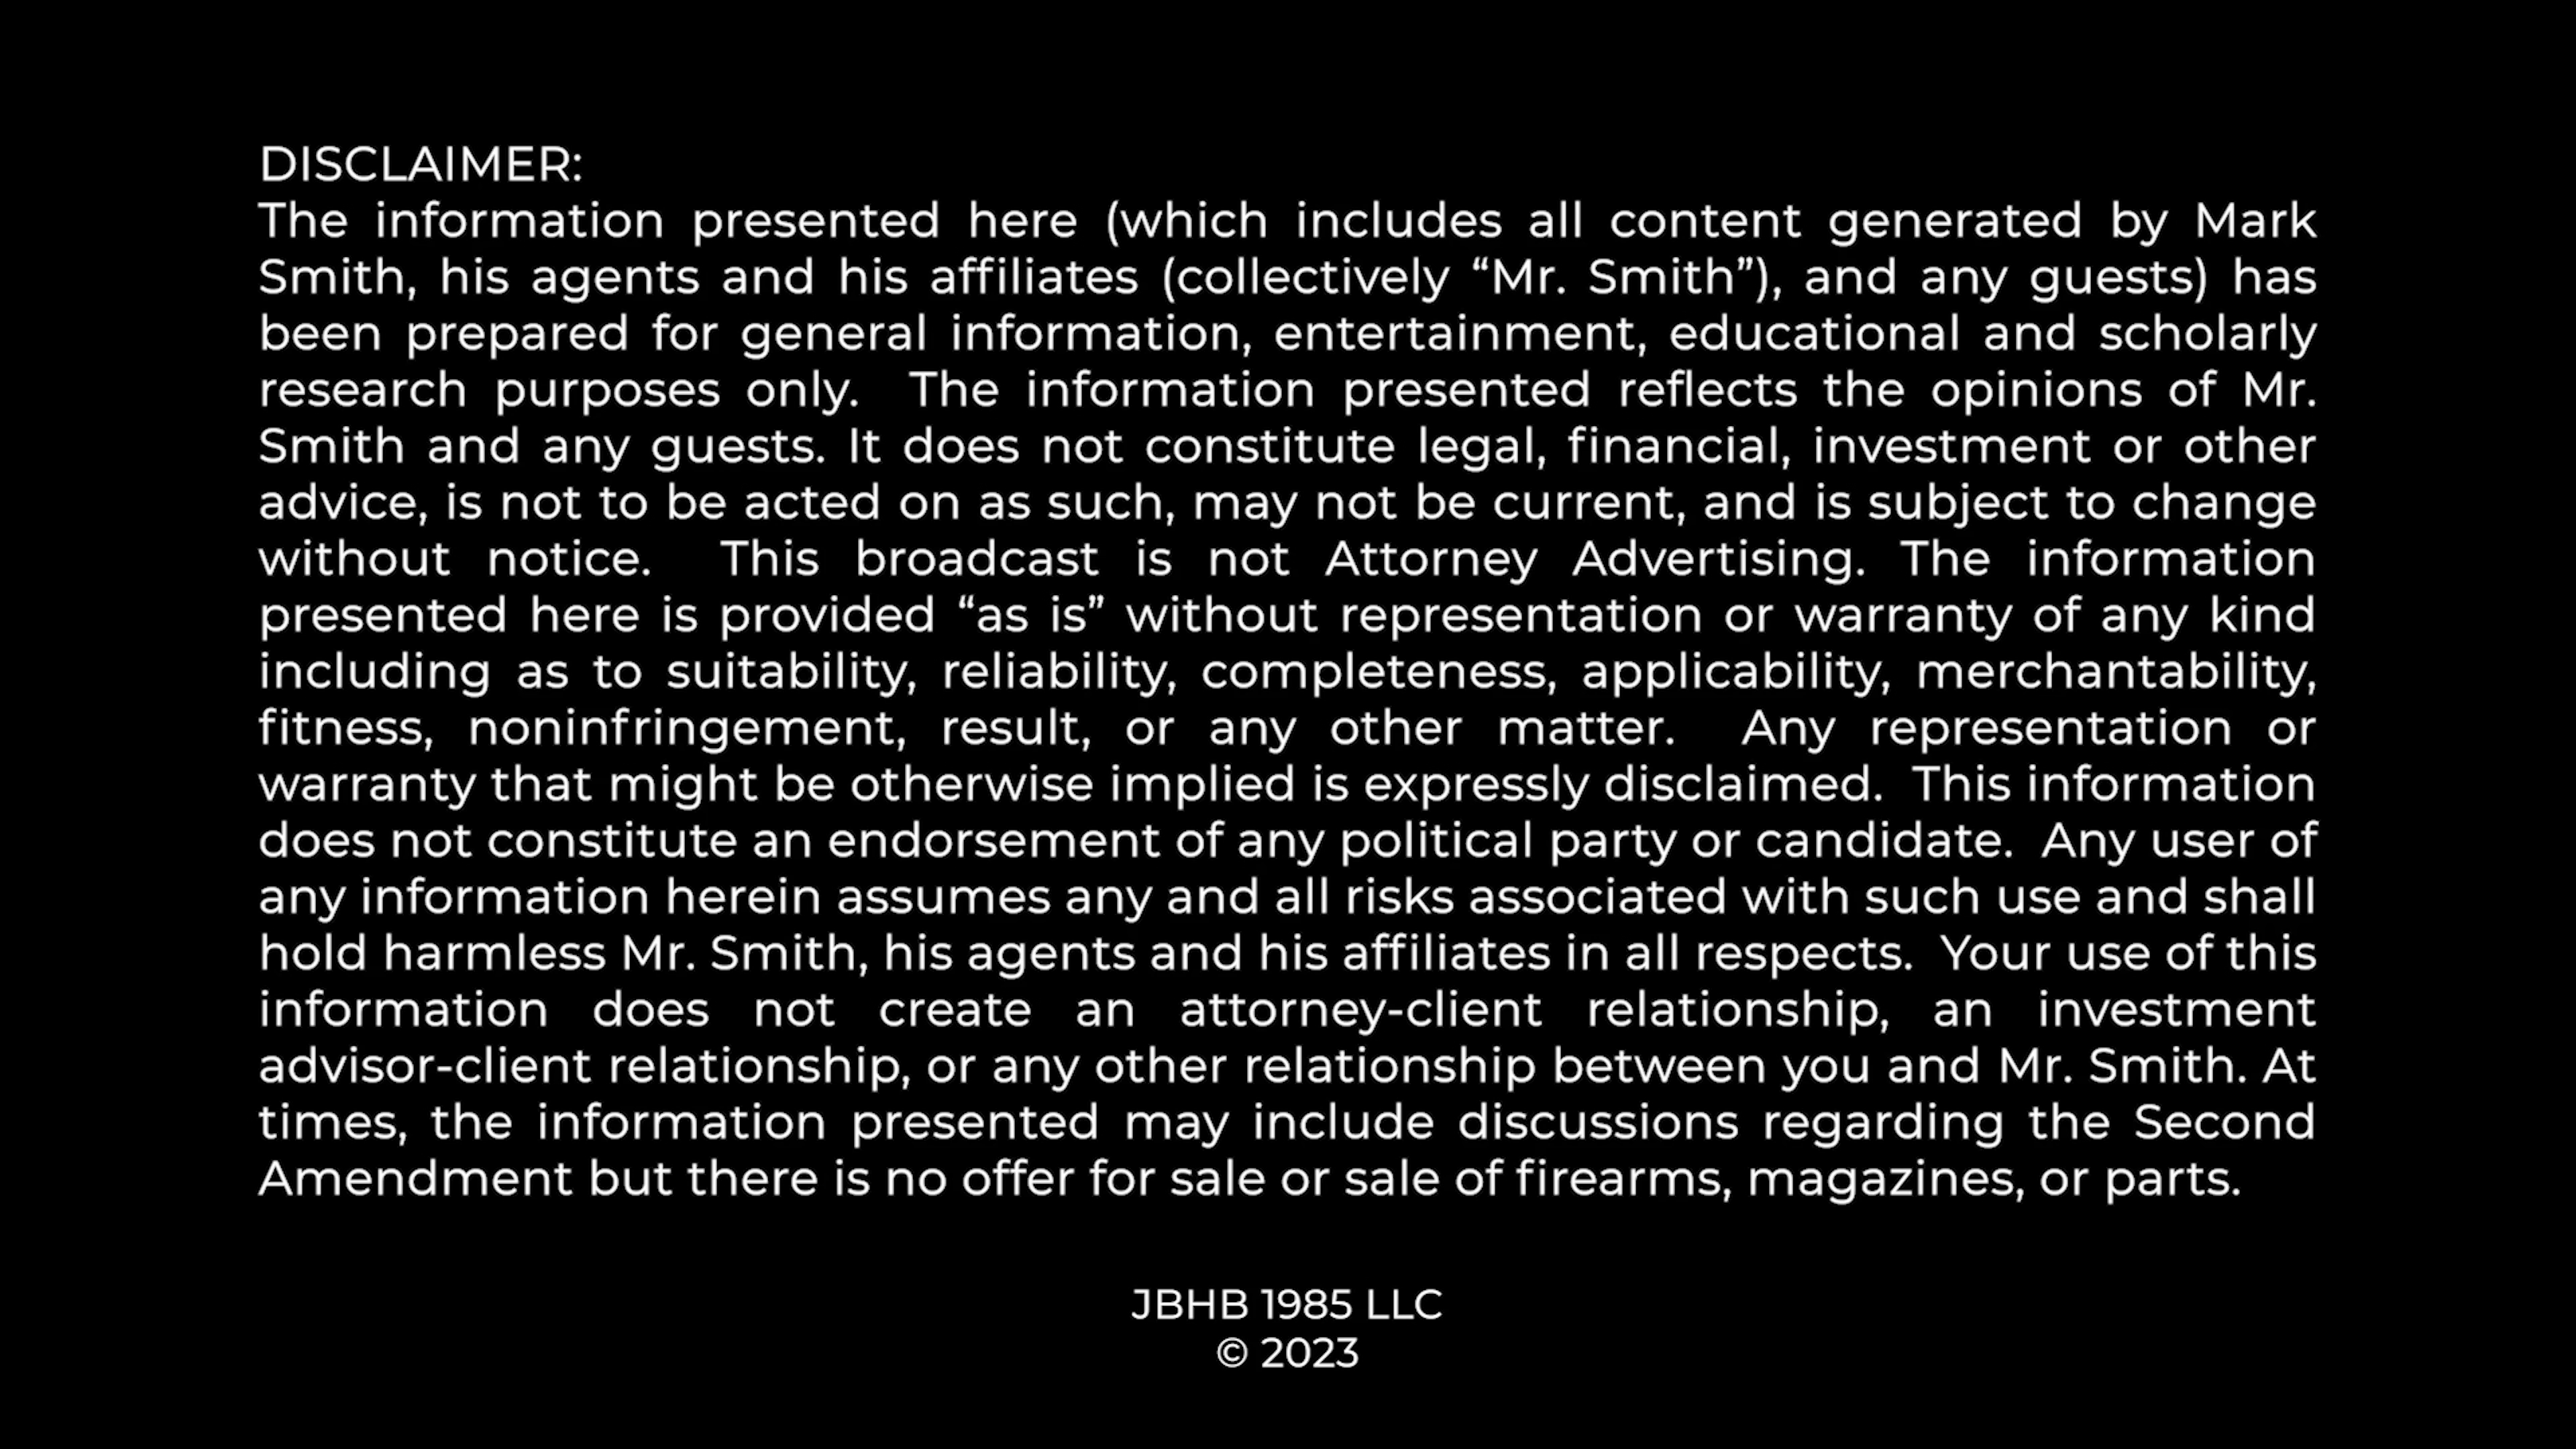 DISCLAIMER:
The information presented here (which includes all content generated by Mark
Smith, his agents and his affiliates (collectively “Mr. Smith”), and any guests) has
been prepared for general information, entertainment, educational and scholarly
research purposes only.  The information presented reflects the opinions of Mr.
Smith and any guests. It does not constitute legal, financial, investment or other
advice, is not to be acted on as such, may not be current, and is subject to change
without notice.  This broadcast is not Attorney Advertising. The information
presented here is provided “as is” without representation or warranty of any kind
including as to suitability, reliability, completeness, applicability, merchantability,
fitness, noninfringement, result, or any other matter.  Any representation or
warranty that might be otherwise implied is expressly disclaimed.  This information
does not constitute an endorsement of any political party or candidate.  Any user of
any information herein assumes any and all risks associated with such use and shall
hold harmless Mr. Smith, his agents and his affiliates in all respects.  Your use of this
information does not create an attorney-client relationship, an investment
advisor-client relationship, or any other relationship between you and Mr. Smith. At
times, the information presented may include discussions regarding the Second
Amendment but there is no offer for sale or sale of firearms, magazines, or parts.
JBHB 1985 LLC
© 2023